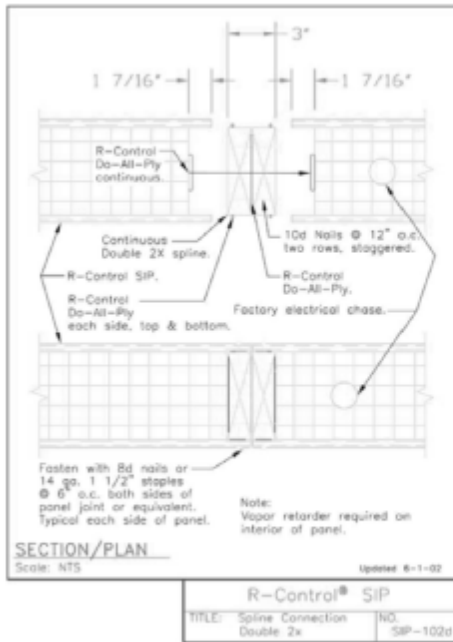 3"
1 7/16"
1 7/16"
R-Control
Do-All-Ply
continuous.
Continuous
Double 2X spline.
10d Nails @ 12" o.c.
two rows, staggered.
R-Control SIP.
R-Control
Do-All-Ply.
R-Control
Do-All-Ply
each side, top & bottom.
Factory electrical chase.
Fasten with 8d nails or
14 ga. 1 1/2" staples
@ 6" o.c. both sides of
panel joint or equivalent.
Typical each side of panel.
Note:
Vapor retarder required on
interior of panel.
SECTION/PLAN
Scale: NTS
Updated 6-1-02
R-Control® SIP
TITLE: Spline Connection
Double 2x
NO.
SIP-102d